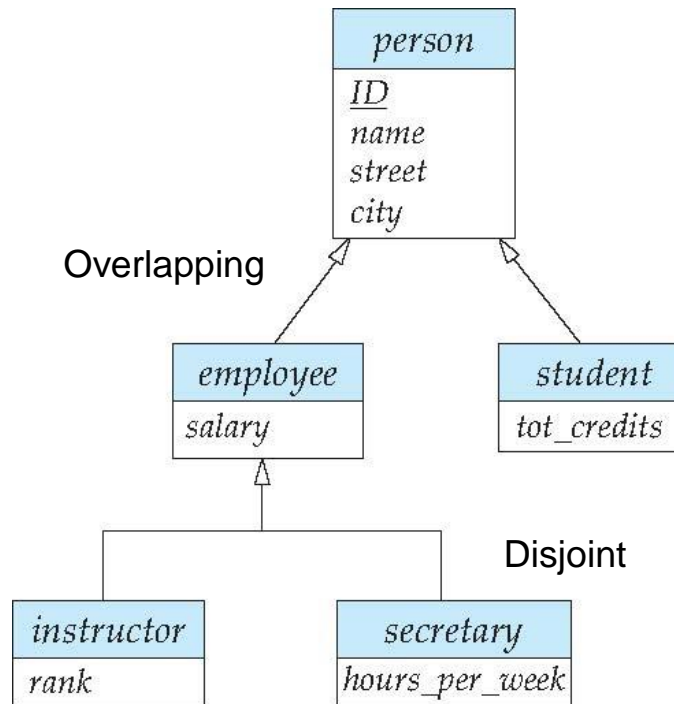 person
ID
name
street
city
Overlapping
employee
salary
student
tot_credits
Disjoint
instructor
rank
secretary
hours_per_week